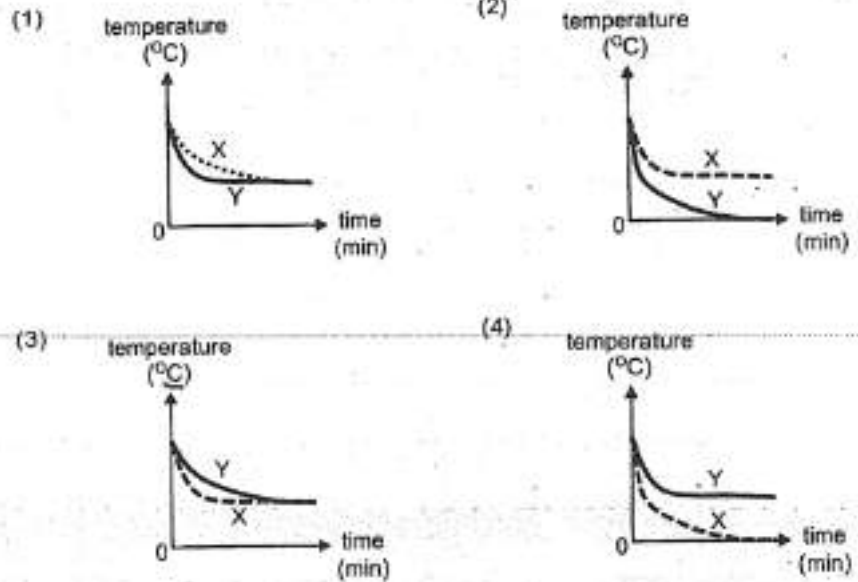 (1)
temperature
(°C)
X
Y
0
time
(min)
(2)
temperature
(°C)
X
Y
0
time
(min)
(3)
temperature
(°C)
Y
X
0
time
(min)
(4)
temperature
(°C)
Y
X
0
time
(min)